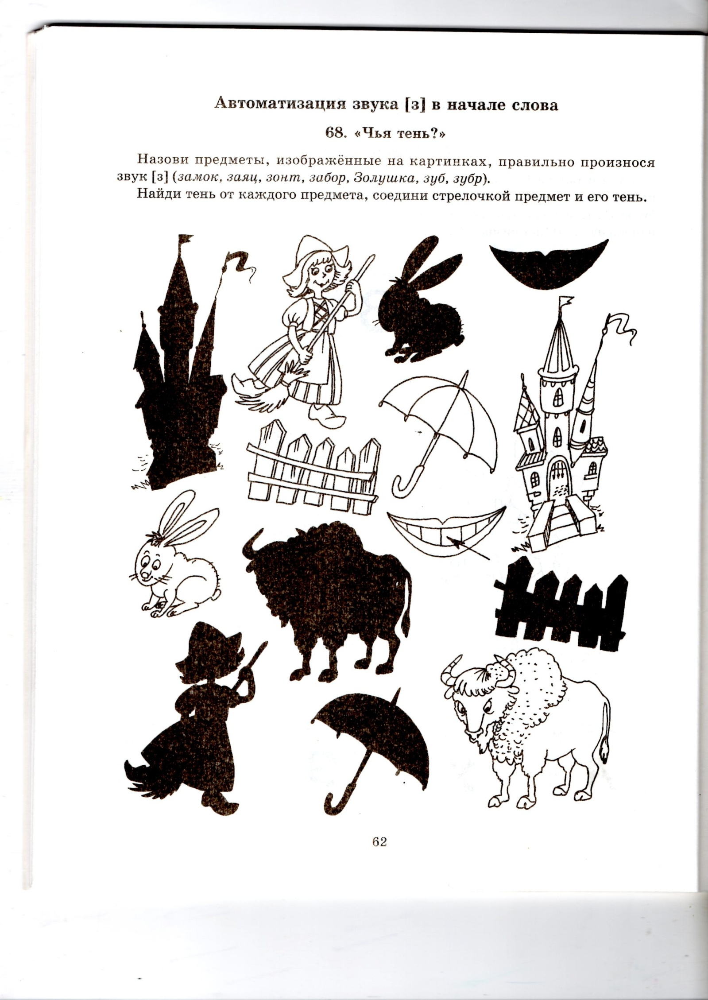 Автоматизация звука [з] в начале слова
68. «Чья тень?»
Назови предметы, изображённые на картинках, правильно произнося
звук [з] (замок, заяц, зонт, забор, Золушка, зуб, зубр).
Найди тень от каждого предмета, соедини стрелочкой предмет и его тень.
62